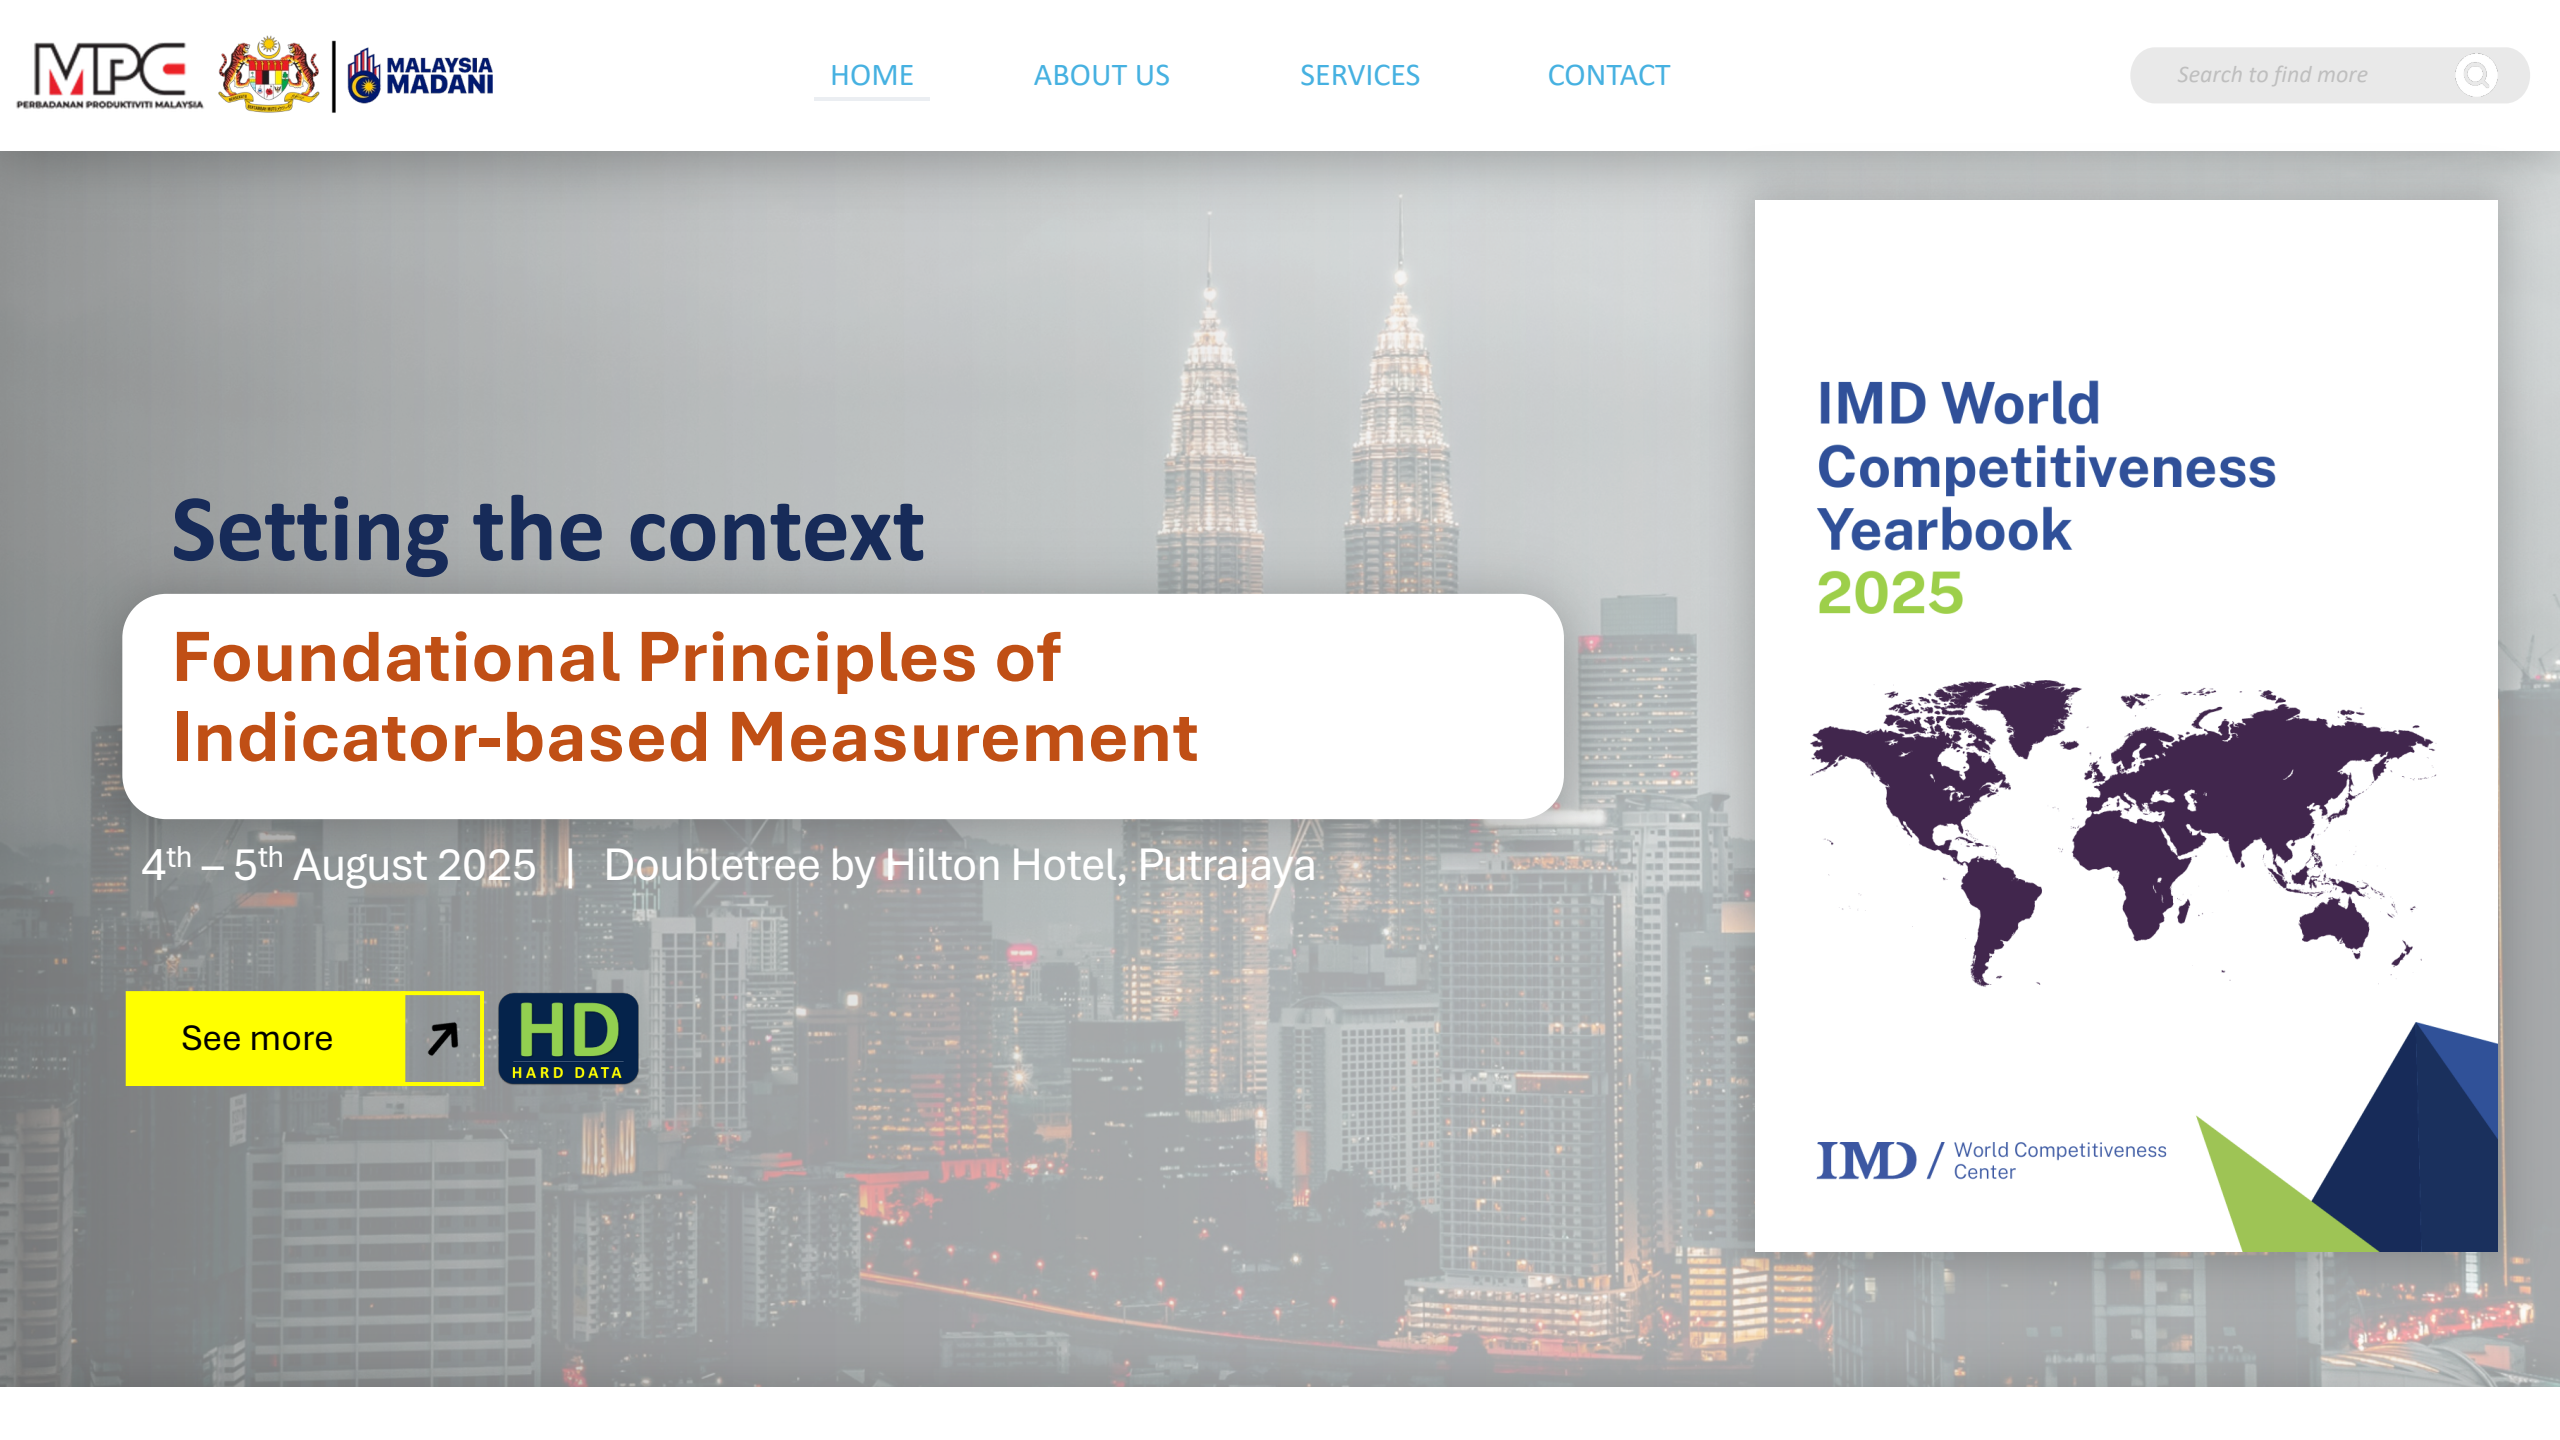 MPC
PERBADANAN PRODUKTIVITI MALAYSIA
MALAYSIA
MADANI
HOME
ABOUT US
SERVICES
CONTACT
Search to find more
Setting the context
Foundational Principles of
Indicator-based Measurement
4th – 5th August 2025 | Doubletree by Hilton Hotel, Putrajaya
See more
HD
HARD DATA
IMD World
Competitiveness
Yearbook
2025
IMD / World Competitiveness
Center